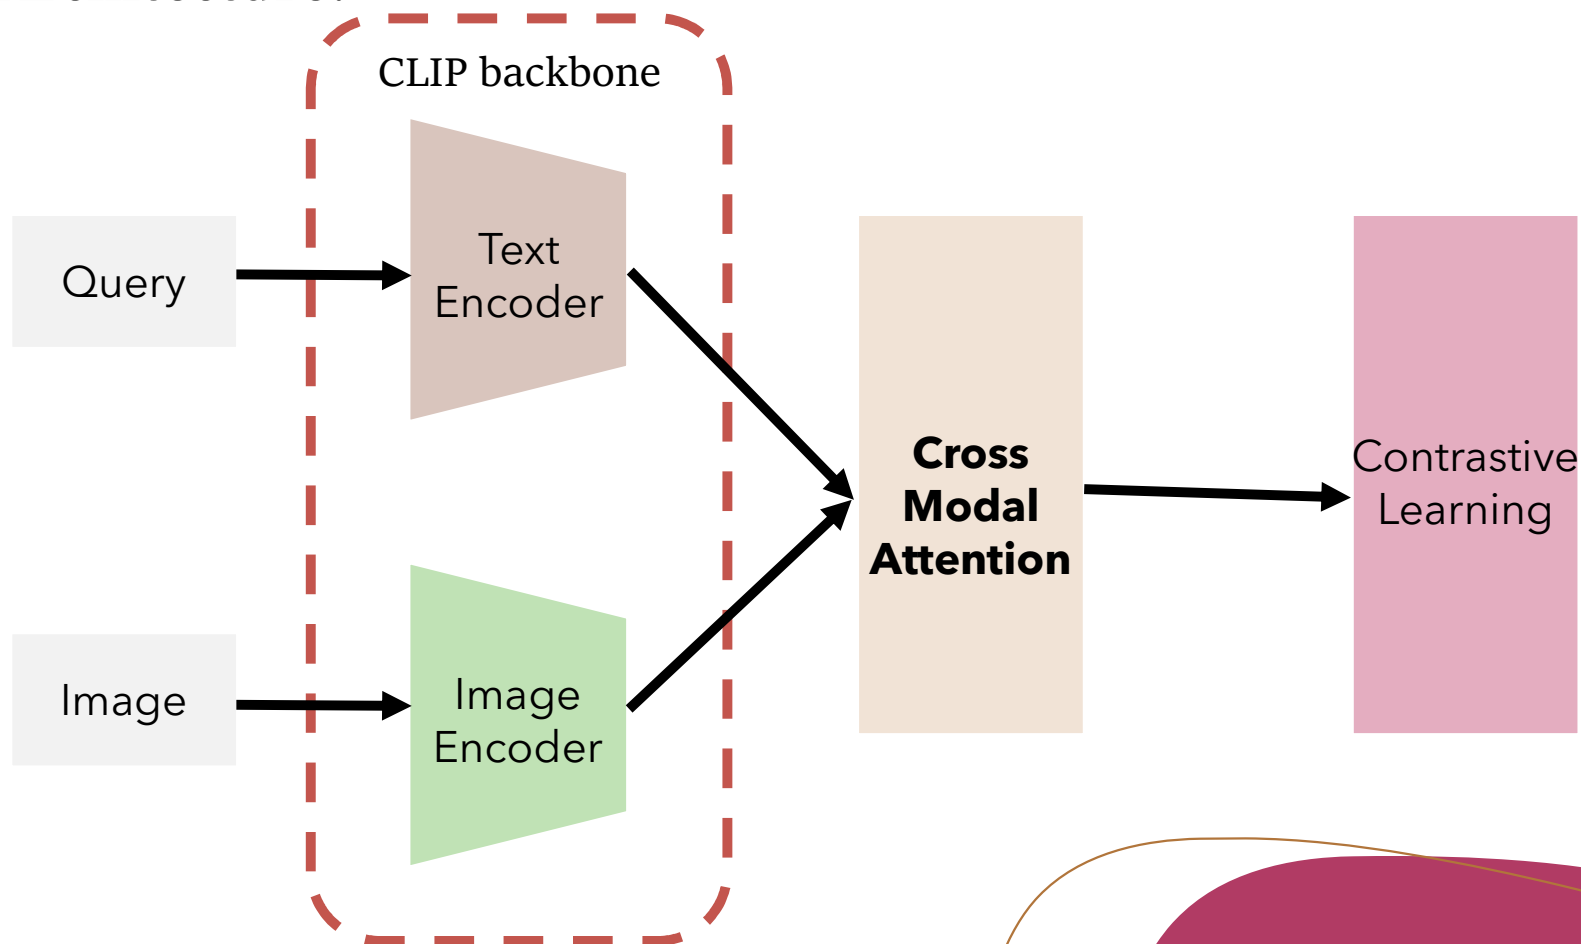 CLIP backbone
Query
Text
Encoder
Cross
Modal
Attention
Contrastive
Learning
Image
Image
Encoder